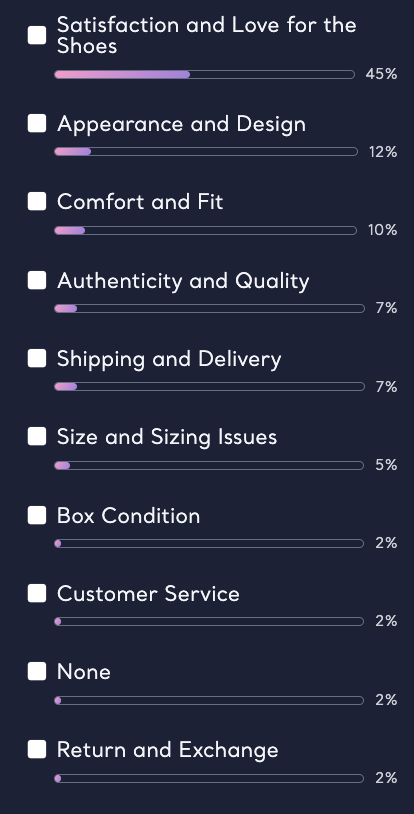 Satisfaction and Love for the
Shoes
45%
Appearance and Design
12%
Comfort and Fit
10%
Authenticity and Quality
7%
Shipping and Delivery
7%
Size and Sizing Issues
5%
Box Condition
2%
Customer Service
2%
None
2%
Return and Exchange
2%